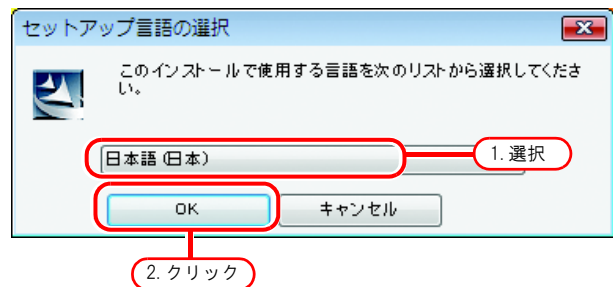 セットアップ言語の選択
このインストールで使用する言語を次のリストから選択してくださ
い。
日本語 (日本)
1. 選択
OK
キャンセル
2. クリック